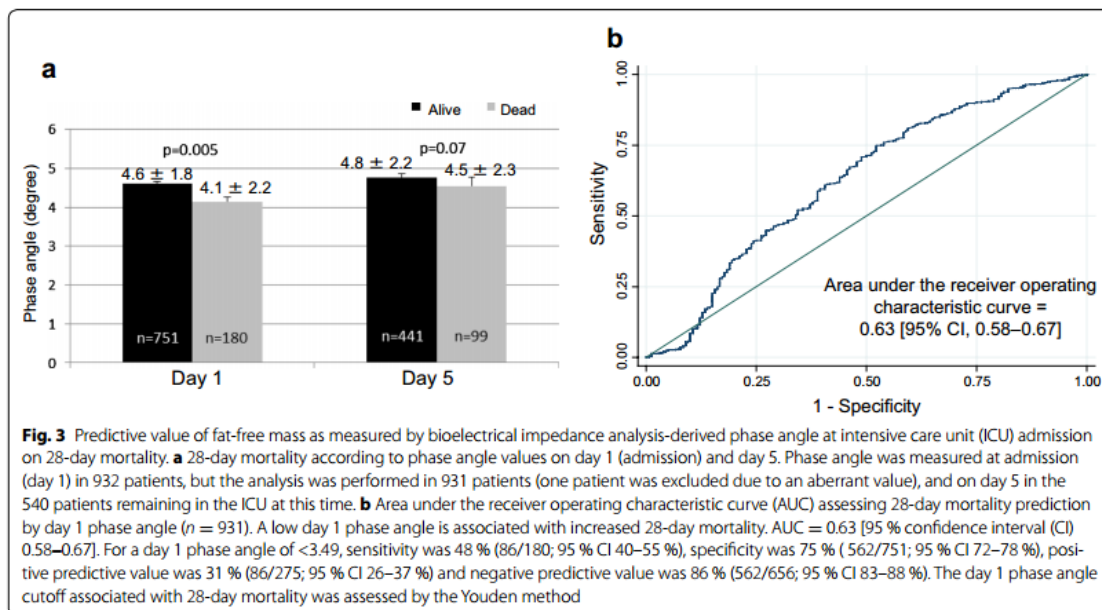 a
Alive Dead
6
5
4
3
2
1
0
Phase angle (degree)
p=0.005
p=0.07
4.6 ± 1.8
4.1 ± 2.2
4.8 ± 2.2
4.5 ± 2.3
n=751
n=180
n=441
n=99
Day 1
Day 5
b
1.00
0.75
0.50
0.25
0.00
Sensitivity
Area under the receiver operating
characteristic curve =
0.63 [95% CI, 0.58–0.67]
0.00 0.25 0.50 0.75 1.00
1 - Specificity
Fig. 3 Predictive value of fat-free mass as measured by bioelectrical impedance analysis-derived phase angle at intensive care unit (ICU) admission
on 28-day mortality. a 28-day mortality according to phase angle values on day 1 (admission) and day 5. Phase angle was measured at admission
(day 1) in 932 patients, but the analysis was performed in 931 patients (one patient was excluded due to an aberrant value), and on day 5 in the
540 patients remaining in the ICU at this time. b Area under the receiver operating characteristic curve (AUC) assessing 28-day mortality prediction
by day 1 phase angle (n = 931). A low day 1 phase angle is associated with increased 28-day mortality. AUC = 0.63 [95 % confidence interval (CI)
0.58–0.67]. For a day 1 phase angle of <3.49, sensitivity was 48 % (86/180; 95 % CI 40–55 %), specificity was 75 % ( 562/751; 95 % CI 72–78 %), posi-
tive predictive value was 31 % (86/275; 95 % CI 26–37 %) and negative predictive value was 86 % (562/656; 95 % CI 83–88 %). The day 1 phase angle
cutoff associated with 28-day mortality was assessed by the Youden method